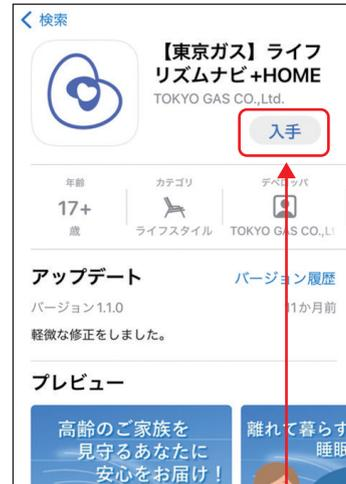 検索
【東京ガス】ライフ
リズムナビ+HOME
TOKYO GAS CO.,Ltd.
入手
年齢
カテゴリ
デベロッパ
17+
歳
ライフスタイル
TOKYO GAS CO.,L
アップデート
バージョン履歴
バージョン 1.1.0
11か月前
軽微な修正をしました。
プレビュー
高齢のご家族を
見守るあなたに
安心をお届け！
離れて暮らす
睡眠